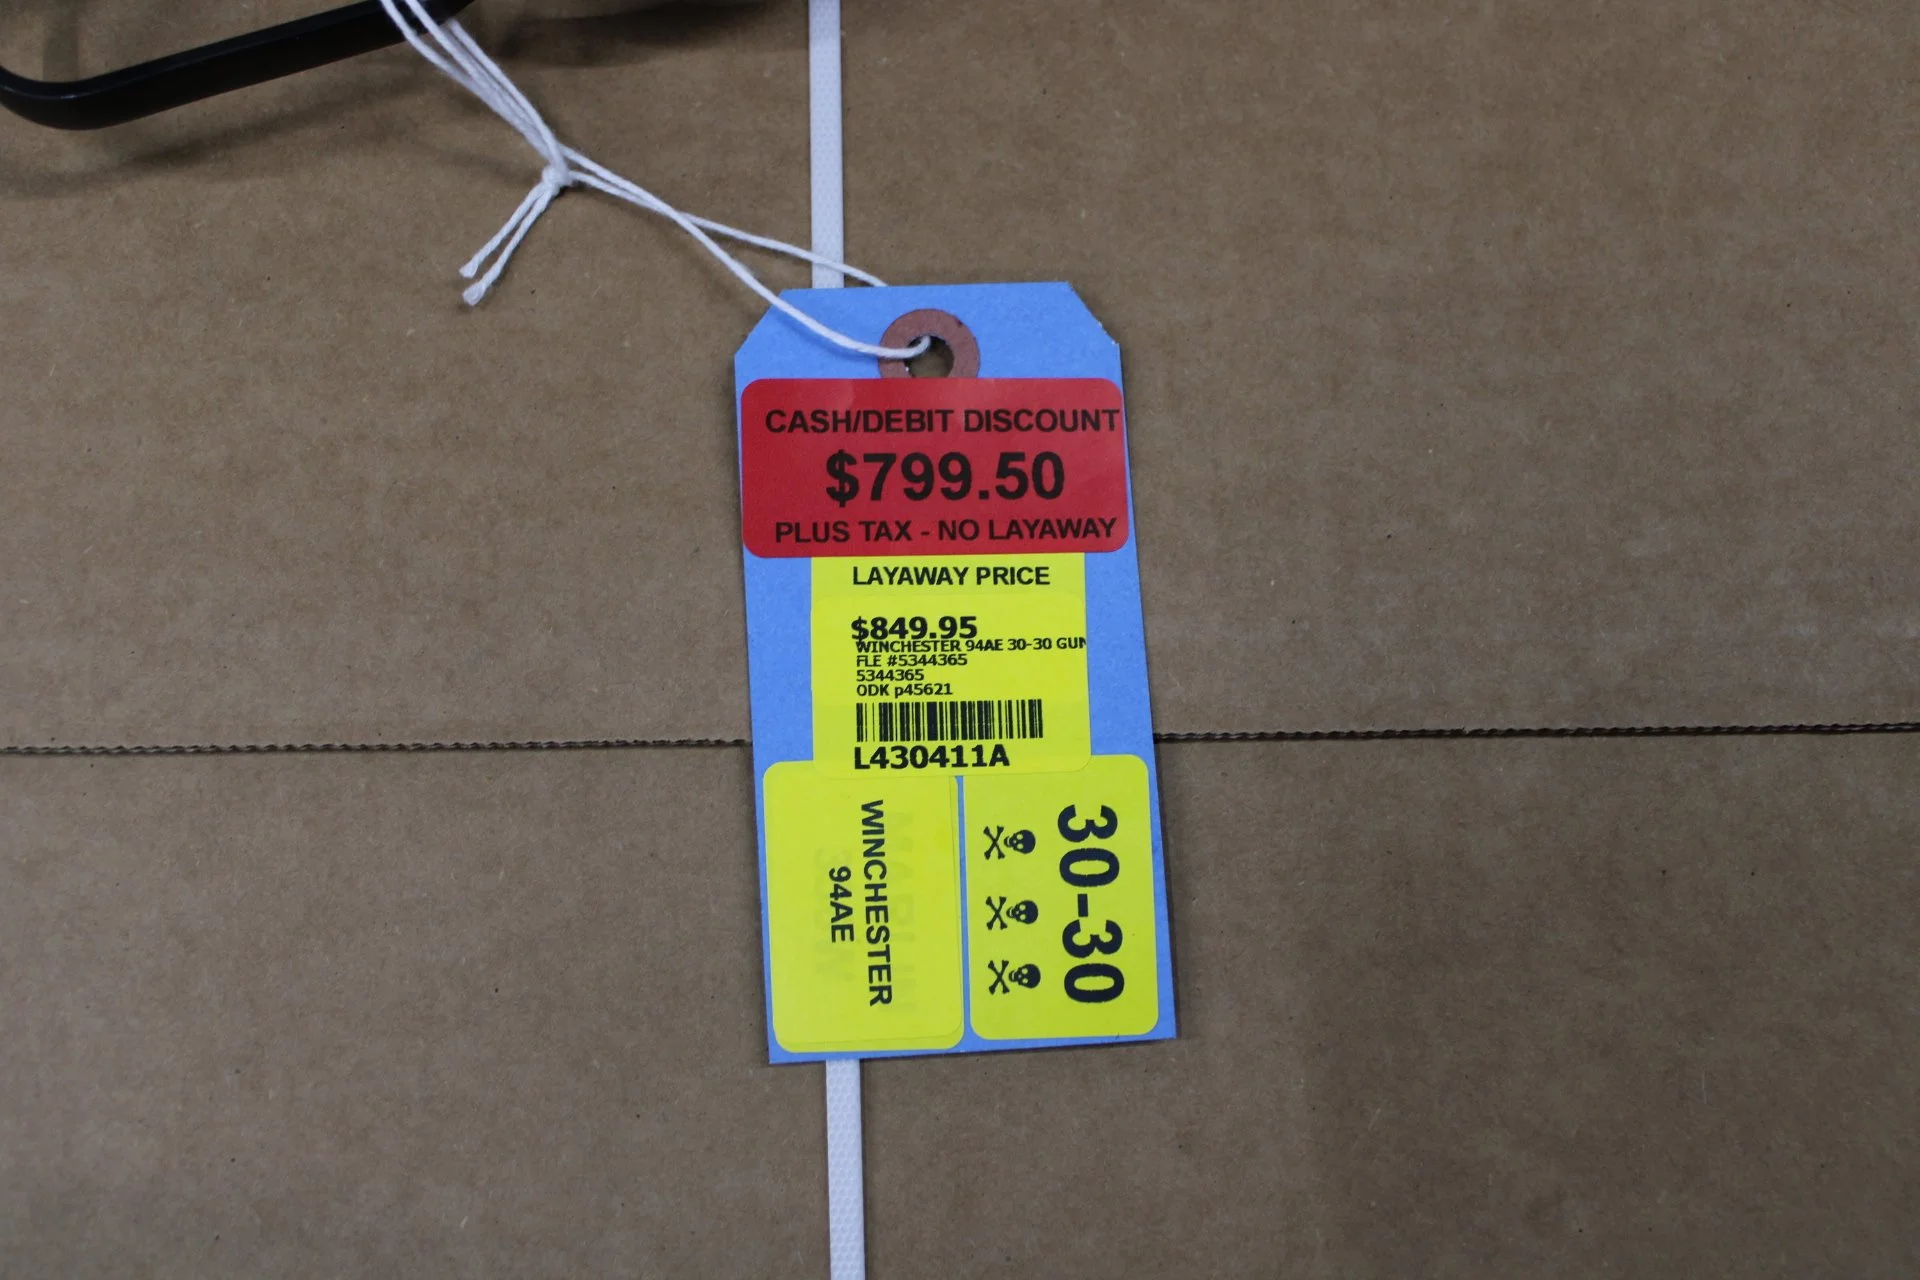 CASH/DEBIT DISCOUNT
$799.50
PLUS TAX - NO LAYAWAY
LAYAWAY PRICE
$849.95
WINCHESTER 94AE 30-30 GUN
FLE #5344365
5344365
ODK p45621
L430411A
WINCHESTER
94AE
30-30